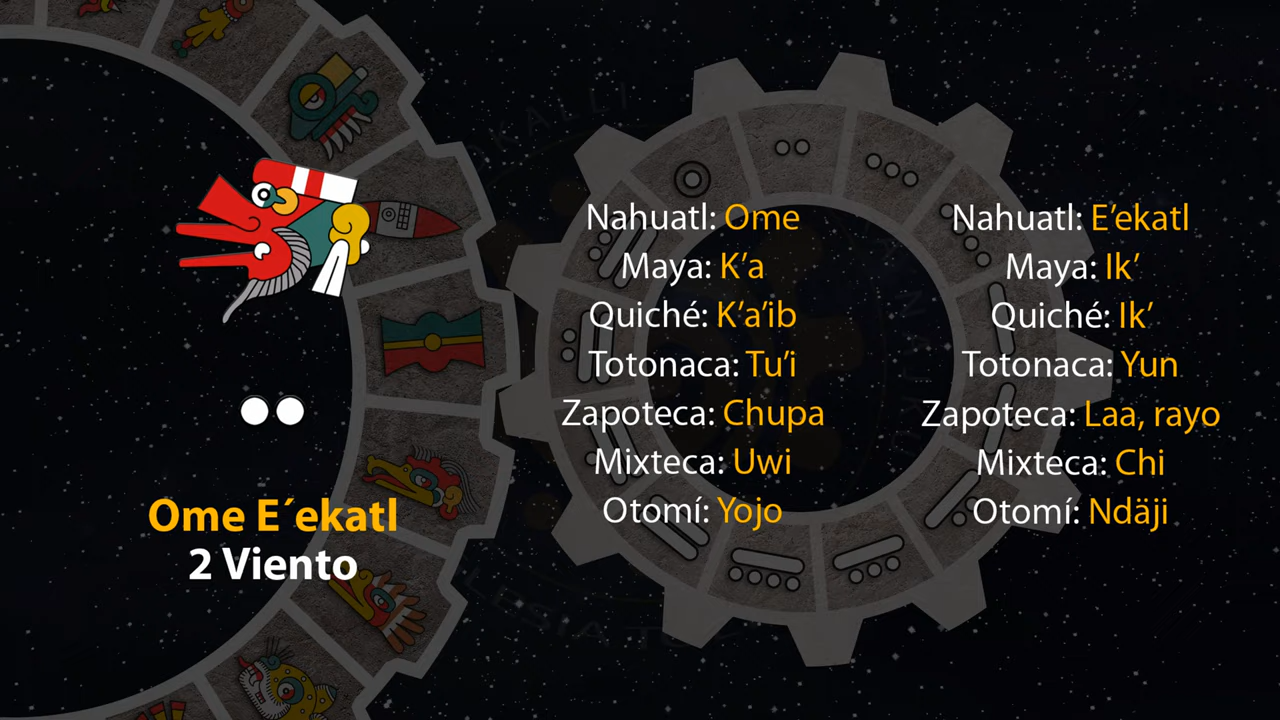 Nahuatl: Ome
Maya: K’a
Quiché: K’a’ib
Totonaca: Tu’i
Zapoteca: Chupa
Mixteca: Uwi
Otomí: Yojo
Nahuatl: E’ekatl
Maya: Ik’
Quiché: Ik’
Totonaca: Yun
Zapoteca: Laa, rayo
Mixteca: Chi
Otomí: Ndäji
Ome E´ekatl
2 Viento